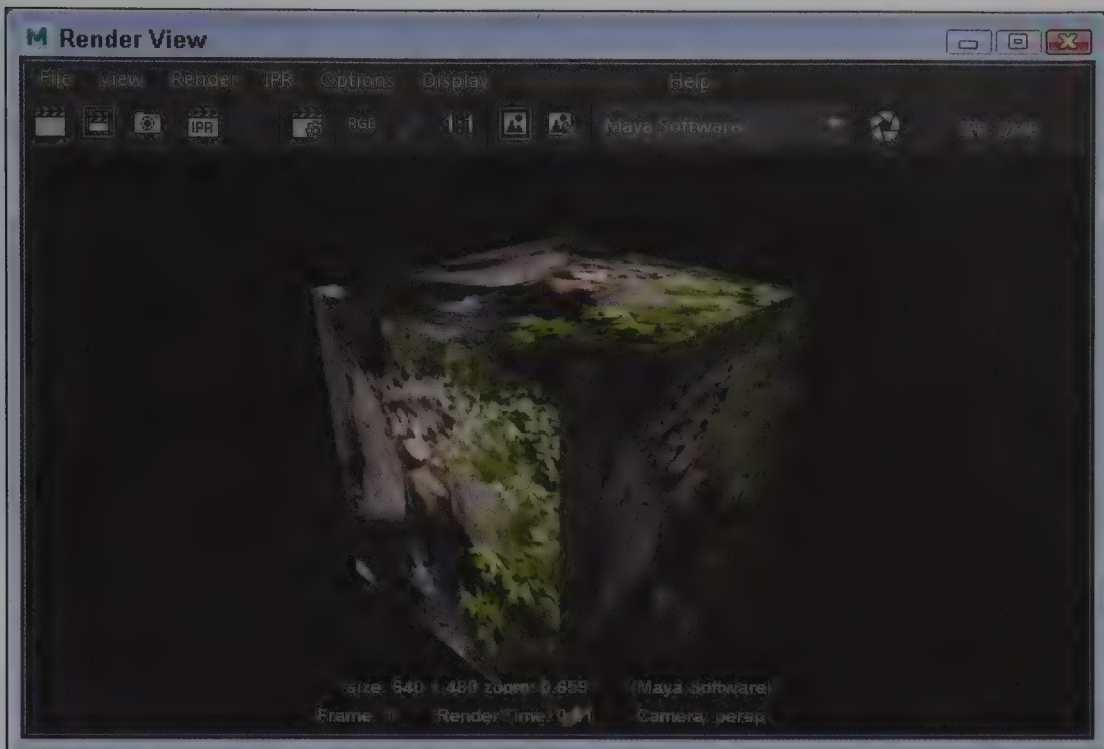 Render View
File View Render IPR Options Display Help
IPR RGB 1:1 Maya Software
size: 640 x 480 zoom: 0.659 (Maya Software)
Frame: 1 Render Time: Camera: persp